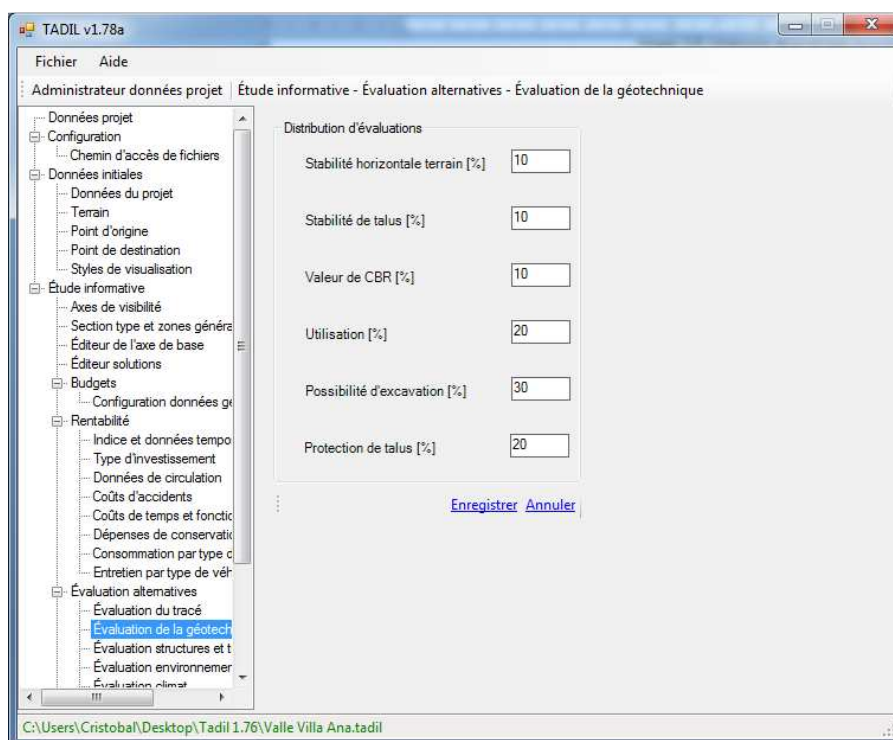 TADIL v1.78a
Fichier Aide
Administrateur données projet Étude informative - Évaluation alternatives - Évaluation de la géotechnique
Données projet
Configuration
Chemin d'accès de fichiers
Données initiales
Données du projet
Terrain
Point d'origine
Point de destination
Styles de visualisation
Étude informative
Axes de visibilité
Section type et zones généra
Éditeur de l'axe de base
Éditeur solutions
Budgets
Configuration données gé
Rentabilité
Indice et données tempo
Type d'investissement
Données de circulation
Coûts d'accidents
Coûts de temps et fonctic
Dépenses de conservatic
Consommation par type d
Entretien par type de véh
Évaluation alternatives
Évaluation du tracé
Évaluation de la géotech
Évaluation structures et t
Évaluation environnemer
Évaluation climat
Distribution d'évaluations
Stabilité horizontale terrain [%] 10
Stabilité de talus [%] 10
Valeur de CBR [%] 10
Utilisation [%] 20
Possibilité d'excavation [%] 30
Protection de talus [%] 20
Enregistrer Annuler
C:\Users\Cristobal\Desktop\Tadil 1.76\Valle Villa Ana.tadil